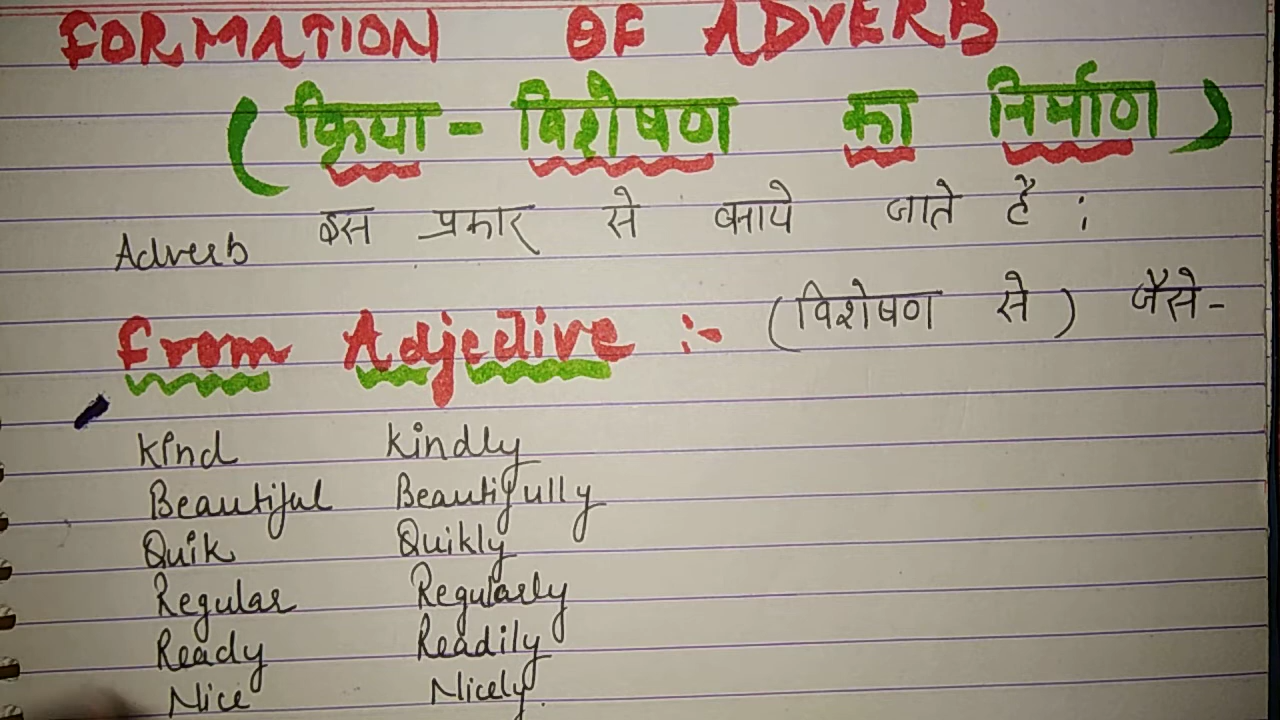 FORMATION OF ADVERB
(क्रिया - विशेषण का निर्माण)
Adverb इस प्रकार से बनाये जाते है :
from Adjective :- (विशेषण से) जैसे-
Kind Kindly
Beautiful Beautifully
Quik Quikly
Regular Regularly
Ready Readily
Nice Nicely.